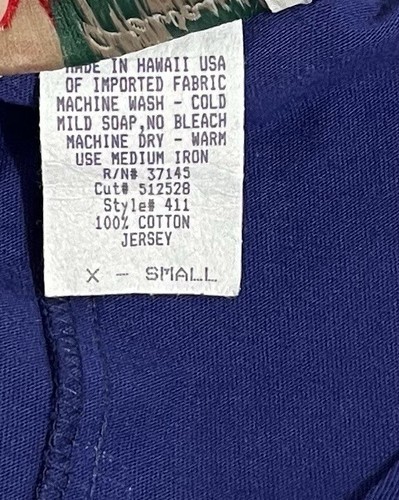 MADE IN HAWAII USA
OF IMPORTED FABRIC
MACHINE WASH - COLD
MILD SOAP,NO BLEACH
MACHINE DRY - WARM
USE MEDIUM IRON
R/N# 37145
Cut# 512528
Style# 411
100% COTTON
JERSEY
X - SMALL